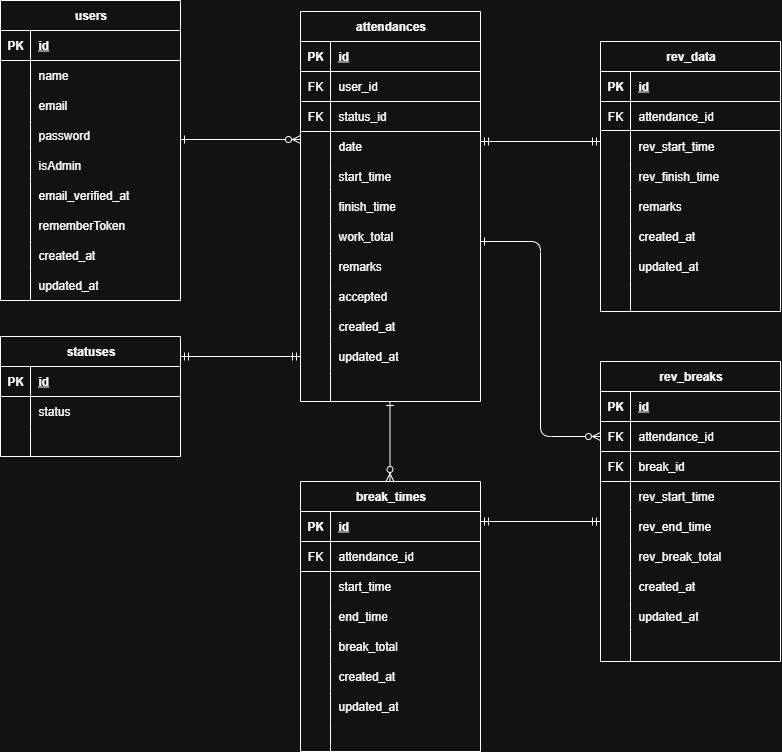 users
PK id
name
email
password
isAdmin
email_verified_at
rememberToken
created_at
updated_at
statuses
PK id
status
attendances
PK id
FK user_id
FK status_id
date
start_time
finish_time
work_total
remarks
accepted
created_at
updated_at
break_times
PK id
FK attendance_id
start_time
end_time
break_total
created_at
updated_at
rev_data
PK id
FK attendance_id
rev_start_time
rev_finish_time
remarks
created_at
updated_at
rev_breaks
PK id
FK attendance_id
FK break_id
rev_start_time
rev_end_time
rev_break_total
created_at
updated_at